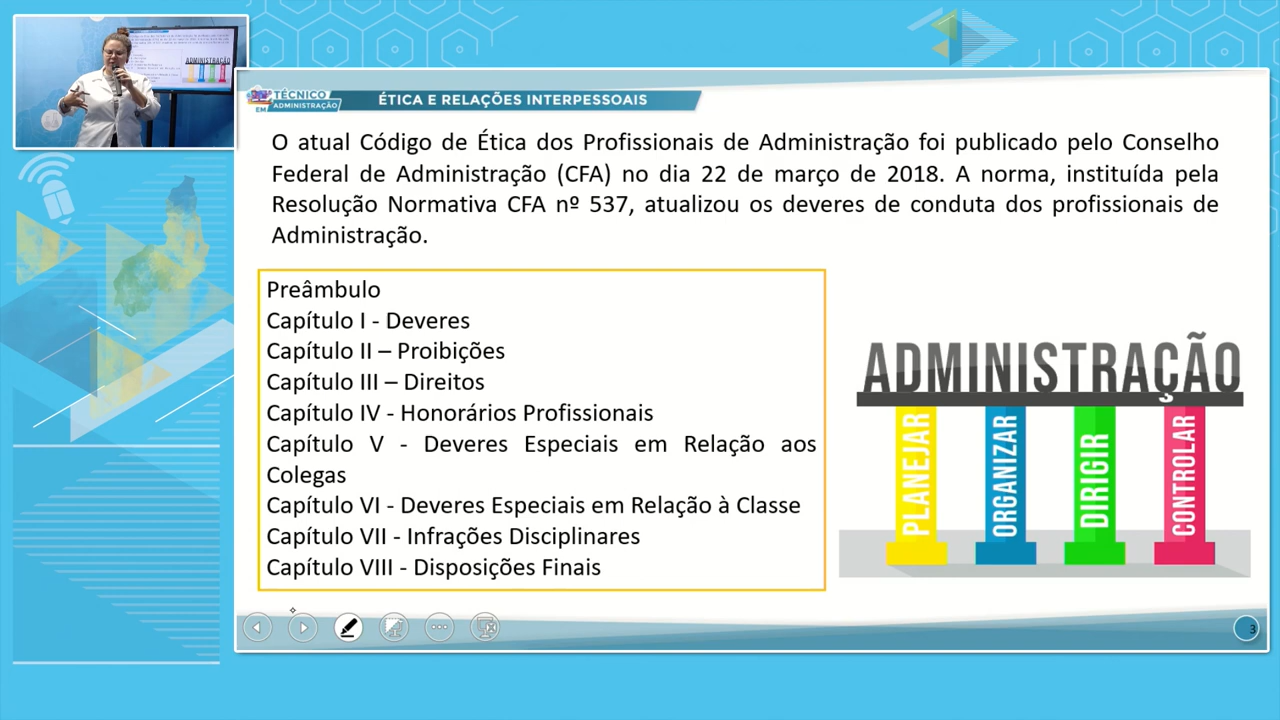 TÉCNICO
EM ADMINISTRAÇÃO
ÉTICA E RELAÇÕES INTERPESSOAIS
O atual Código de Ética dos Profissionais de Administração foi publicado pelo Conselho
Federal de Administração (CFA) no dia 22 de março de 2018. A norma, instituída pela
Resolução Normativa CFA nº 537, atualizou os deveres de conduta dos profissionais de
Administração.
Preâmbulo
Capítulo I - Deveres
Capítulo II – Proibições
Capítulo III – Direitos
Capítulo IV - Honorários Profissionais
Capítulo V - Deveres Especiais em Relação aos
Colegas
Capítulo VI - Deveres Especiais em Relação à Classe
Capítulo VII - Infrações Disciplinares
Capítulo VIII - Disposições Finais
ADMINISTRAÇÃO
PLANEJAR
ORGANIZAR
DIRIGIR
CONTROLAR
3
ADMINISTRAÇÃO